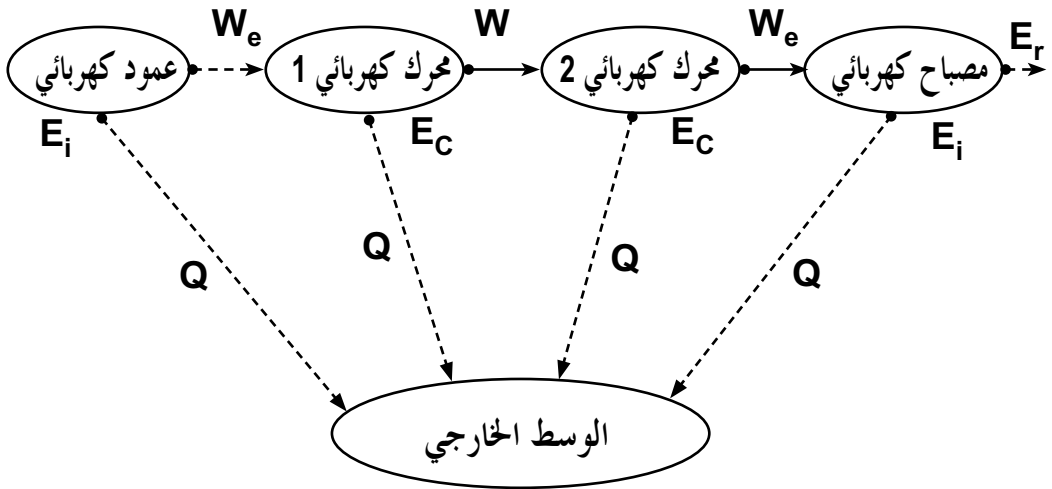 W_e W W_e E_r
عمود كهربائي
محرك كهربائي 1
محرك كهربائي 2
مصباح كهربائي
E_i E_C E_C E_i
Q Q Q Q
الوسط الخارجي